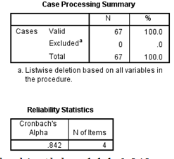 Case Processing Summary
N %
Cases Valid 67 100.0
Excludedª 0 .0
Total 67 100.0
a. Listwise deletion based on all variables in
the procedure.
Reliability Statistics
Cronbach's
Alpha N of Items
.842 4